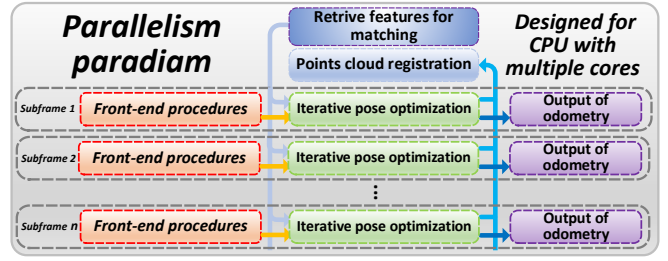 Parallelism
paradiam
Retrive features for
matching
Points cloud registration
Designed for
CPU with
multiple cores
Subframe 1
Front-end procedures
Iterative pose optimization
Output of
odometry
Subframe 2
Front-end procedures
Iterative pose optimization
Output of
odometry
...
Subframe n
Front-end procedures
Iterative pose optimization
Output of
odometry